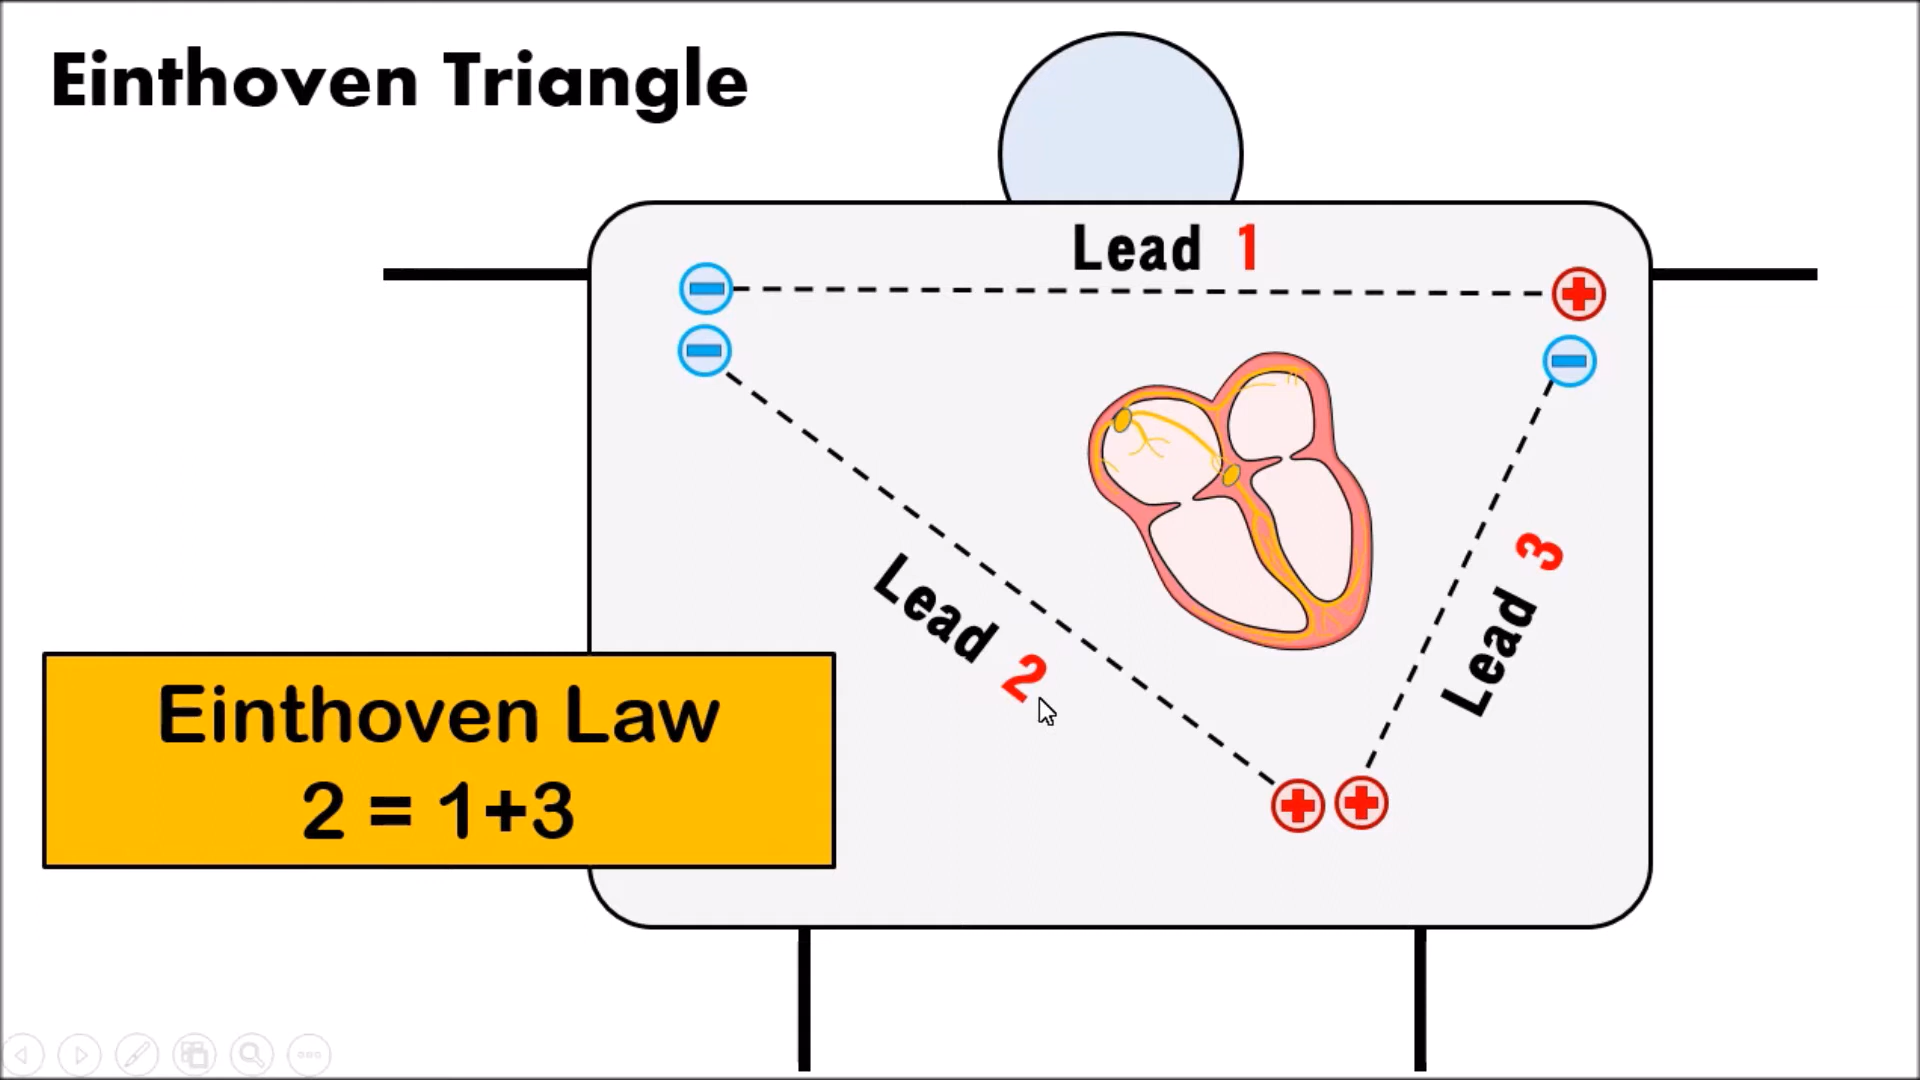 Einthoven Triangle
Lead 1
Lead 2
Lead 3
Einthoven Law
2 = 1+3